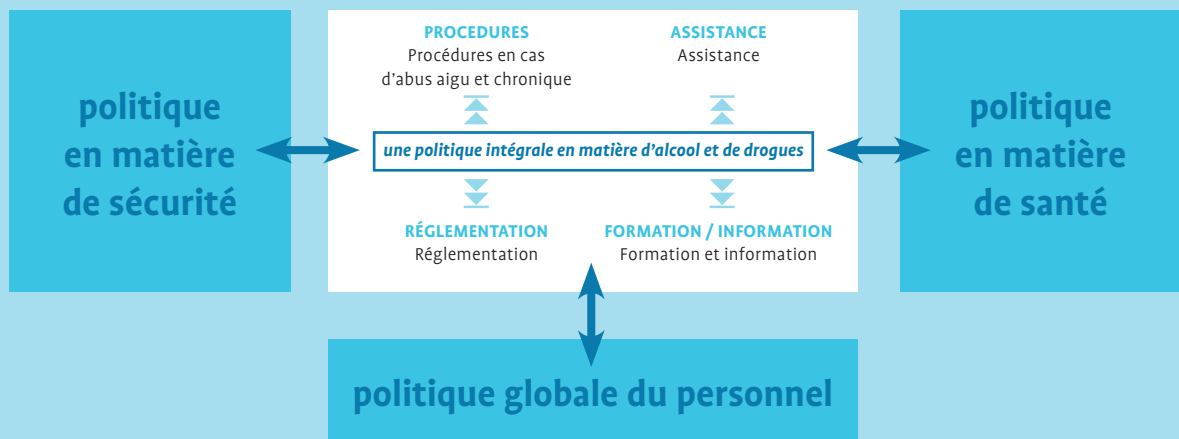 politique
en matière
de sécurité
PROCEDURES
Procédures en cas
d'abus aigu et chronique
ASSISTANCE
Assistance
une politique intégrale en matière d'alcool et de drogues
RÉGLEMENTATION
Réglementation
FORMATION / INFORMATION
Formation et information
politique
en matière
de santé
politique globale du personnel